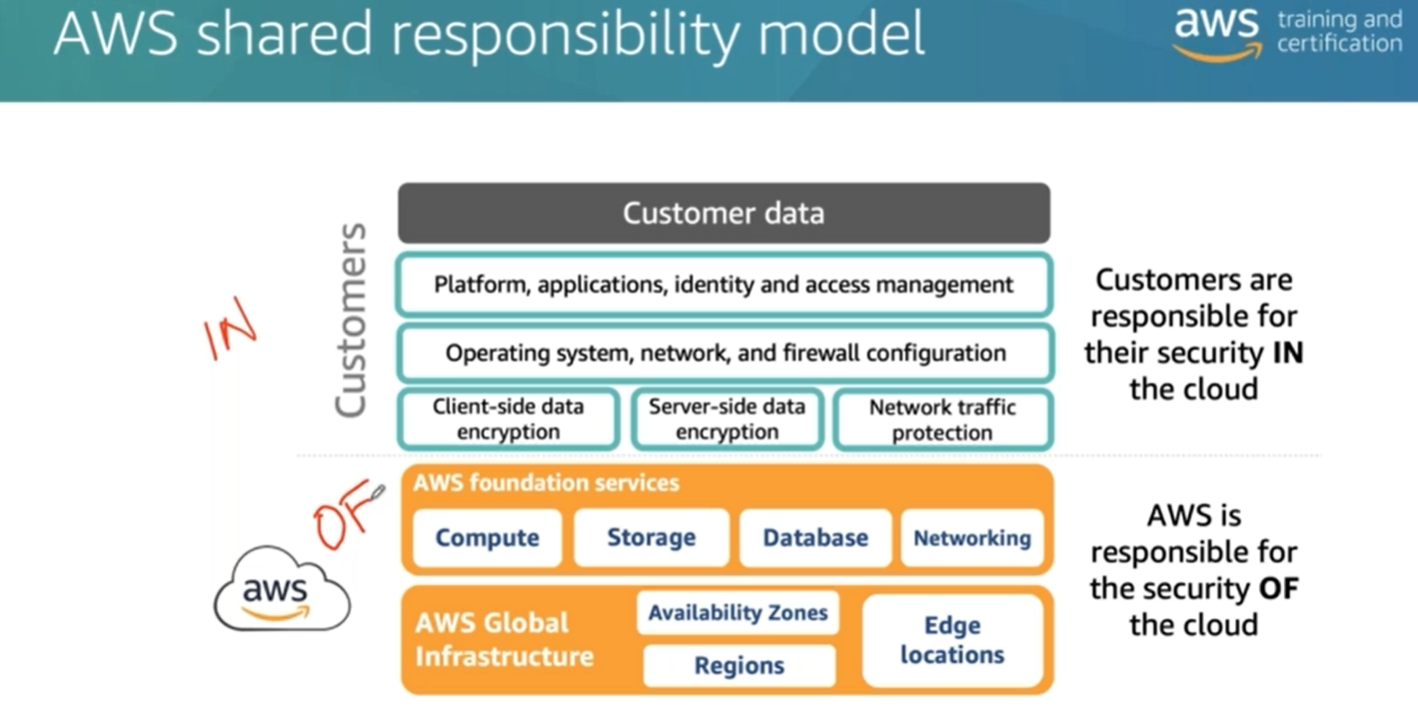 AWS shared responsibility model
aws training and
certification
Customers
Customer data
Platform, applications, identity and access management
Operating system, network, and firewall configuration
Client-side data
encryption
Server-side data
encryption
Network traffic
protection
Customers are
responsible for
their security IN
the cloud
IN
OF
aws
AWS foundation services
Compute
Storage
Database
Networking
AWS Global
Infrastructure
Availability Zones
Regions
Edge
locations
AWS is
responsible for
the security OF
the cloud